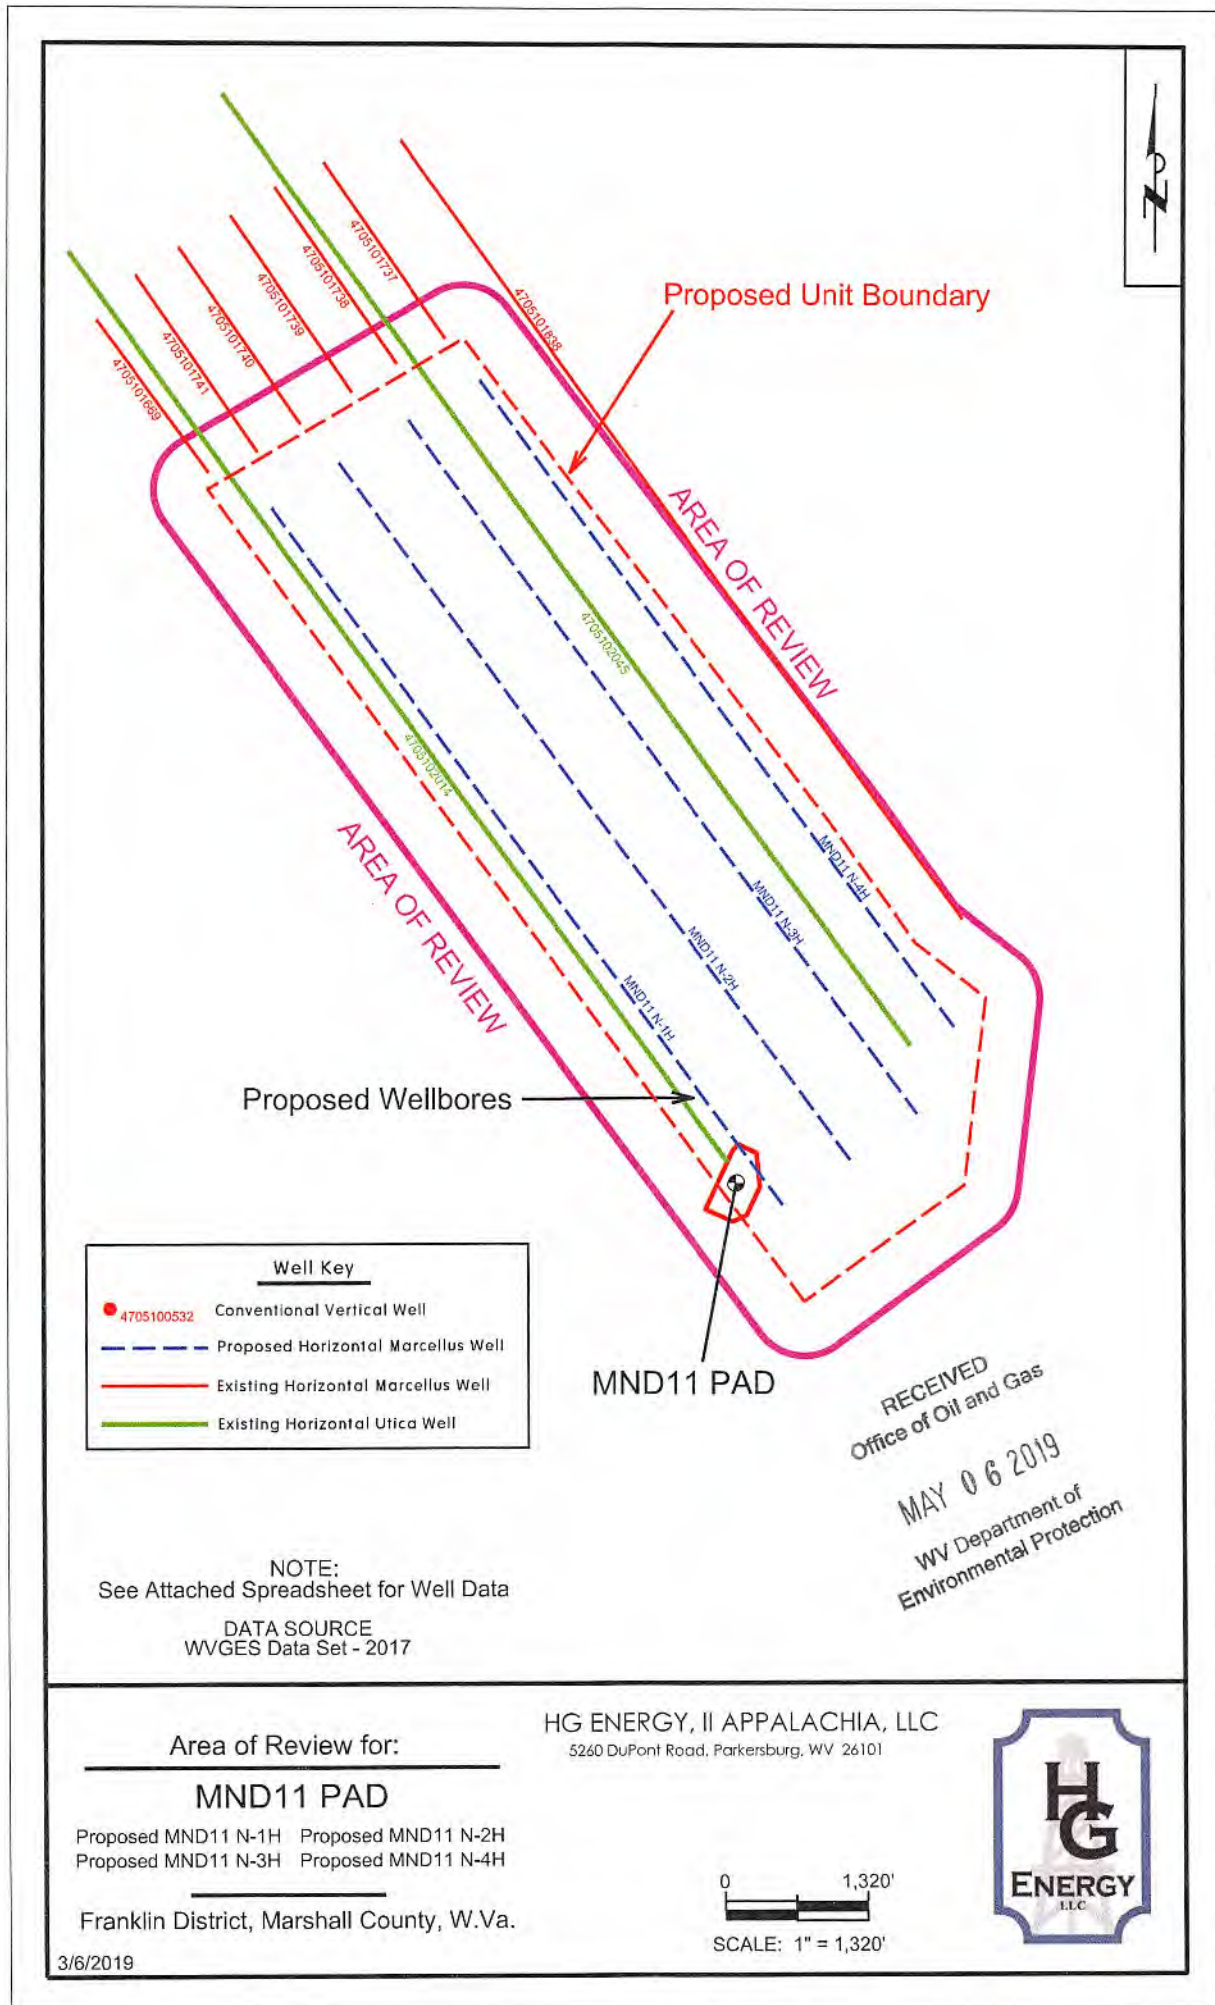 N
4705101737
4705101738
4705101739
4705101740
4705101741
4705101669
4705101838
Proposed Unit Boundary
AREA OF REVIEW
4705102045
4705102014
AREA OF REVIEW
MND11 N-4H
MND11 N-3H
MND11 N-2H
MND11 N-1H
Proposed Wellbores
MND11 PAD
Well Key
4705100532 Conventional Vertical Well
Proposed Horizontal Marcellus Well
Existing Horizontal Marcellus Well
Existing Horizontal Utica Well
RECEIVED
Office of Oil and Gas
MAY 06 2019
WV Department of
Environmental Protection
NOTE:
See Attached Spreadsheet for Well Data
DATA SOURCE
WVGES Data Set - 2017
Area of Review for:
MND11 PAD
Proposed MND11 N-1H Proposed MND11 N-2H
Proposed MND11 N-3H Proposed MND11 N-4H
Franklin District, Marshall County, W.Va.
3/6/2019
HG ENERGY, II APPALACHIA, LLC
5260 DuPont Road, Parkersburg, WV 26101
0 1,320'
SCALE: 1" = 1,320'
HG
ENERGY
LLC